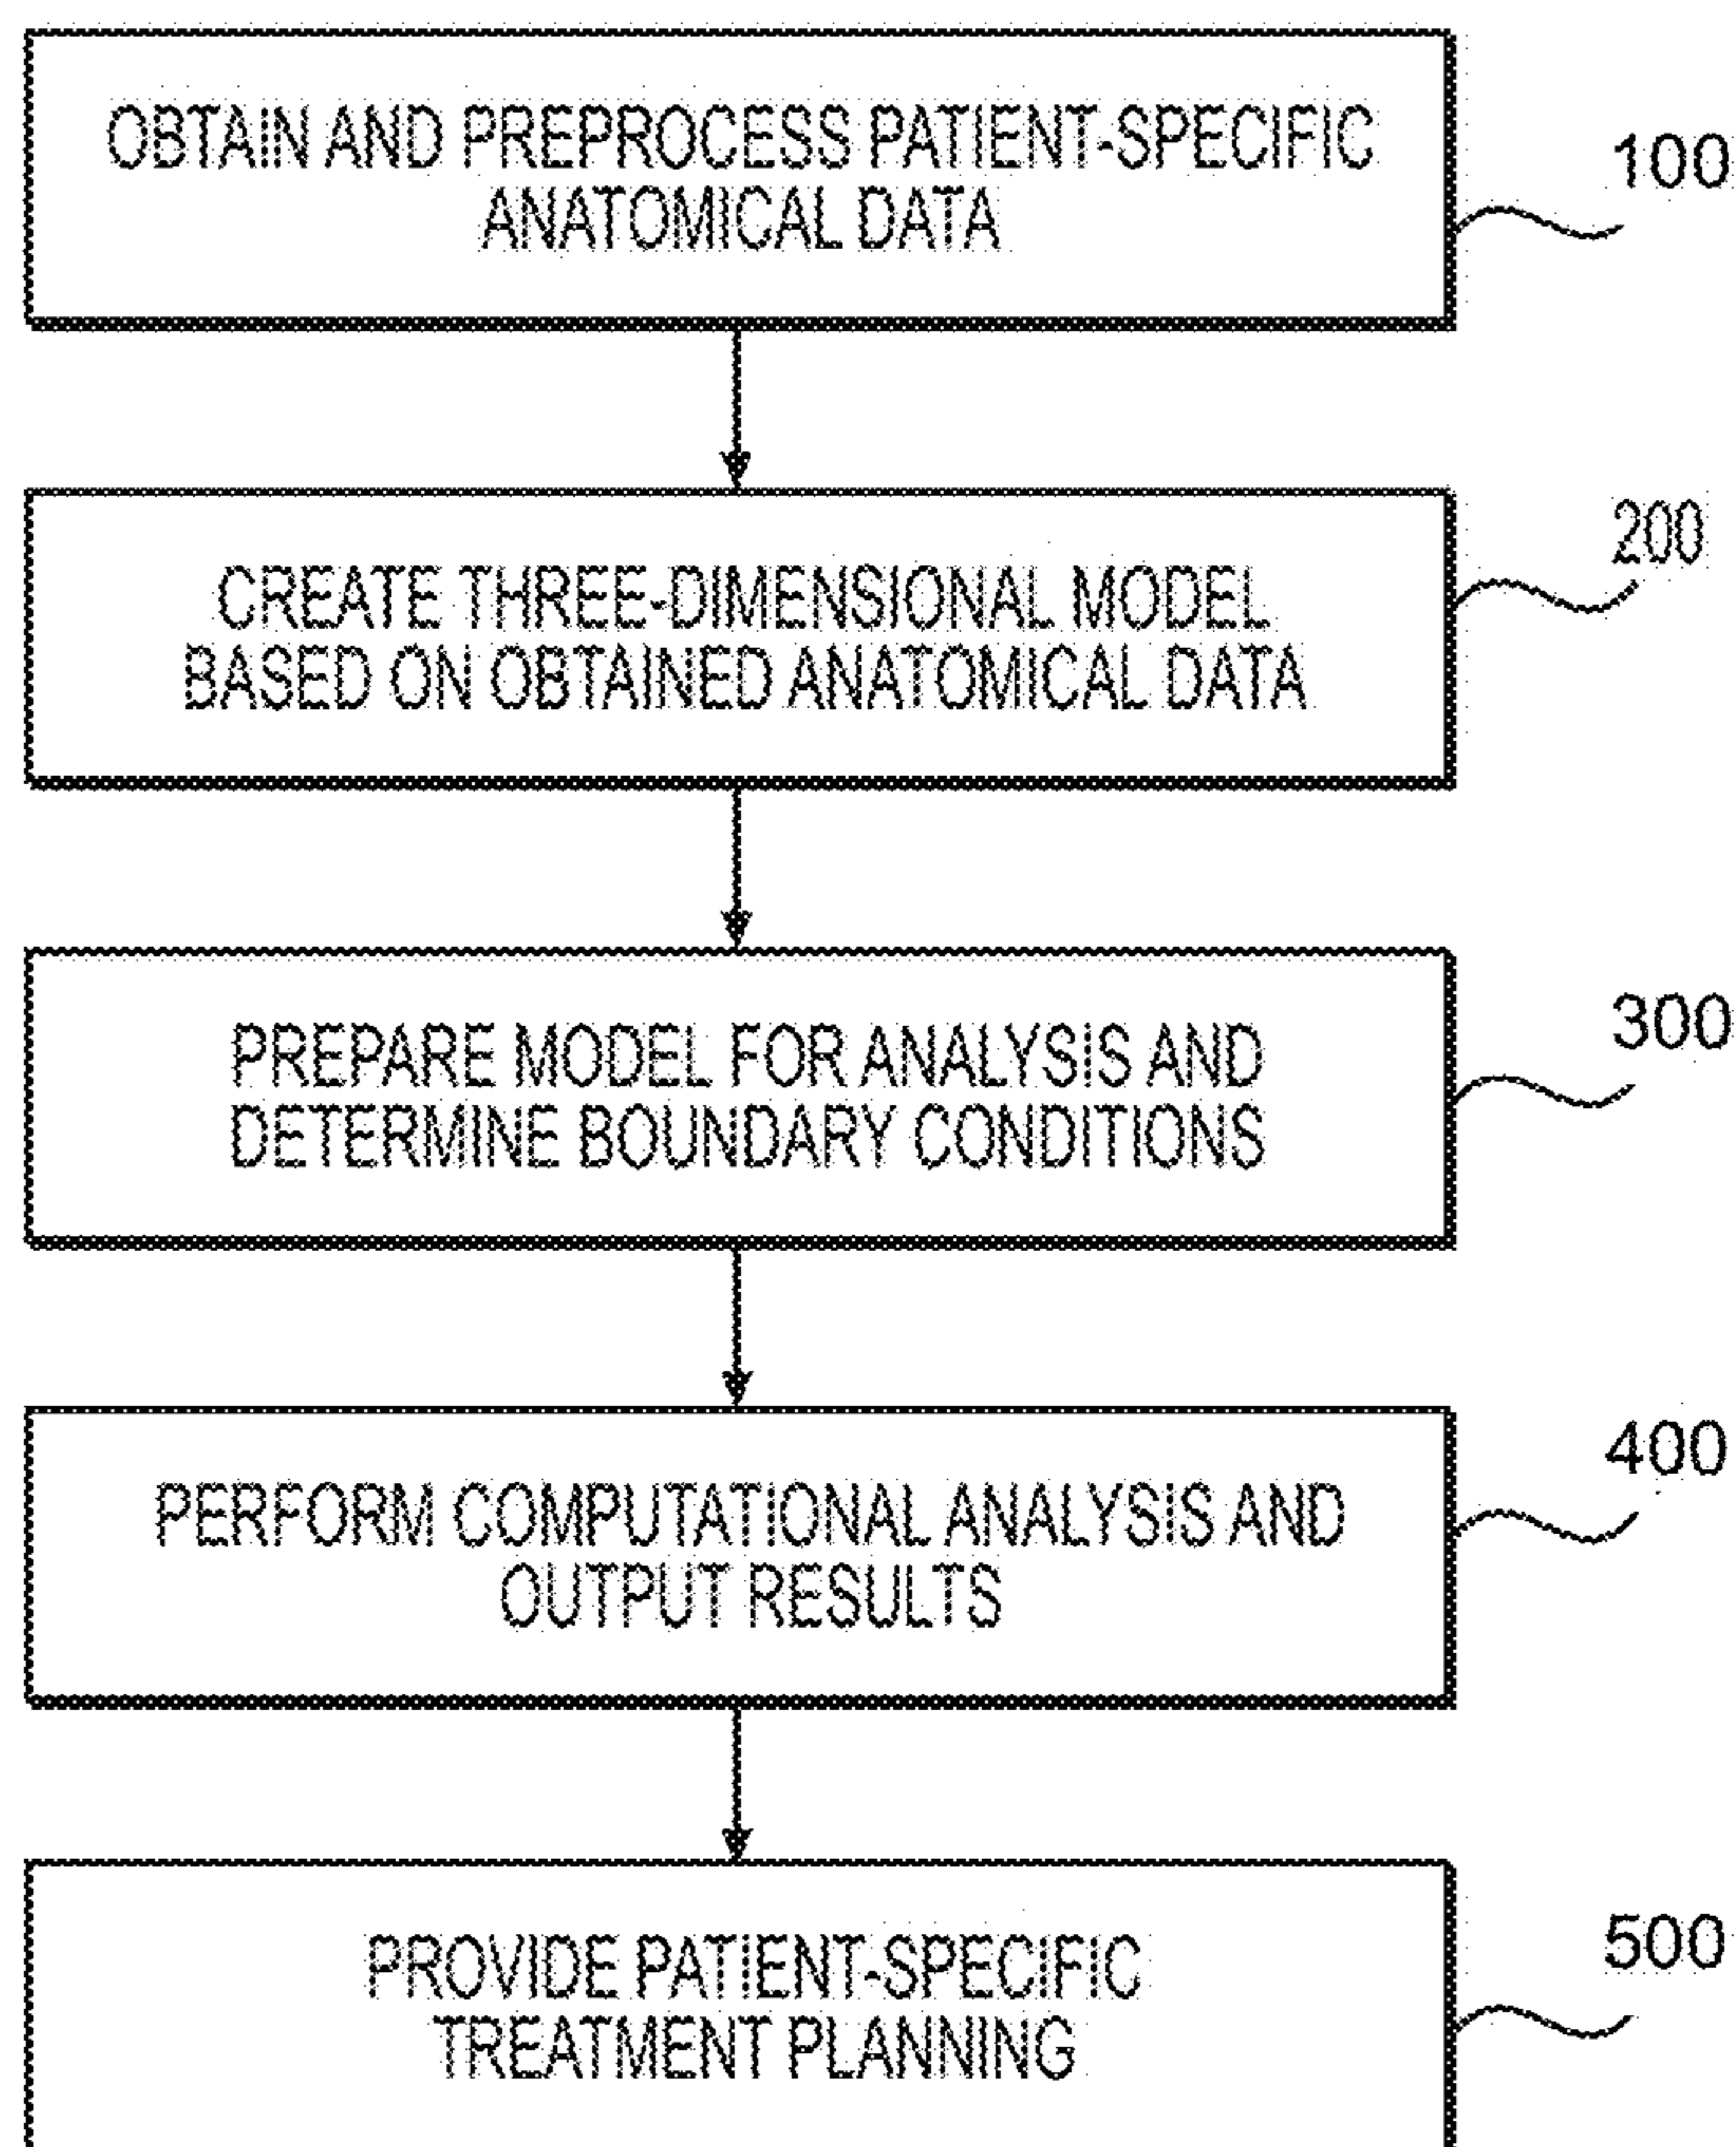 OBTAIN AND PREPROCESS PATIENT-SPECIFIC
ANATOMICAL DATA
100
CREATE THREE-DIMENSIONAL MODEL
BASED ON OBTAINED ANATOMICAL DATA
200
PREPARE MODEL FOR ANALYSIS AND
DETERMINE BOUNDARY CONDITIONS
300
PERFORM COMPUTATIONAL ANALYSIS AND
OUTPUT RESULTS
400
PROVIDE PATIENT-SPECIFIC
TREATMENT PLANNING
500